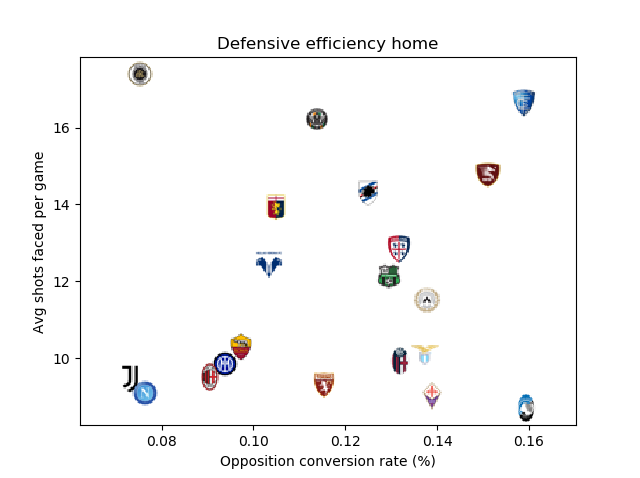 Defensive efficiency home
Avg shots faced per game
16
14
12
10
0.08 0.10 0.12 0.14 0.16
Opposition conversion rate (%)
N